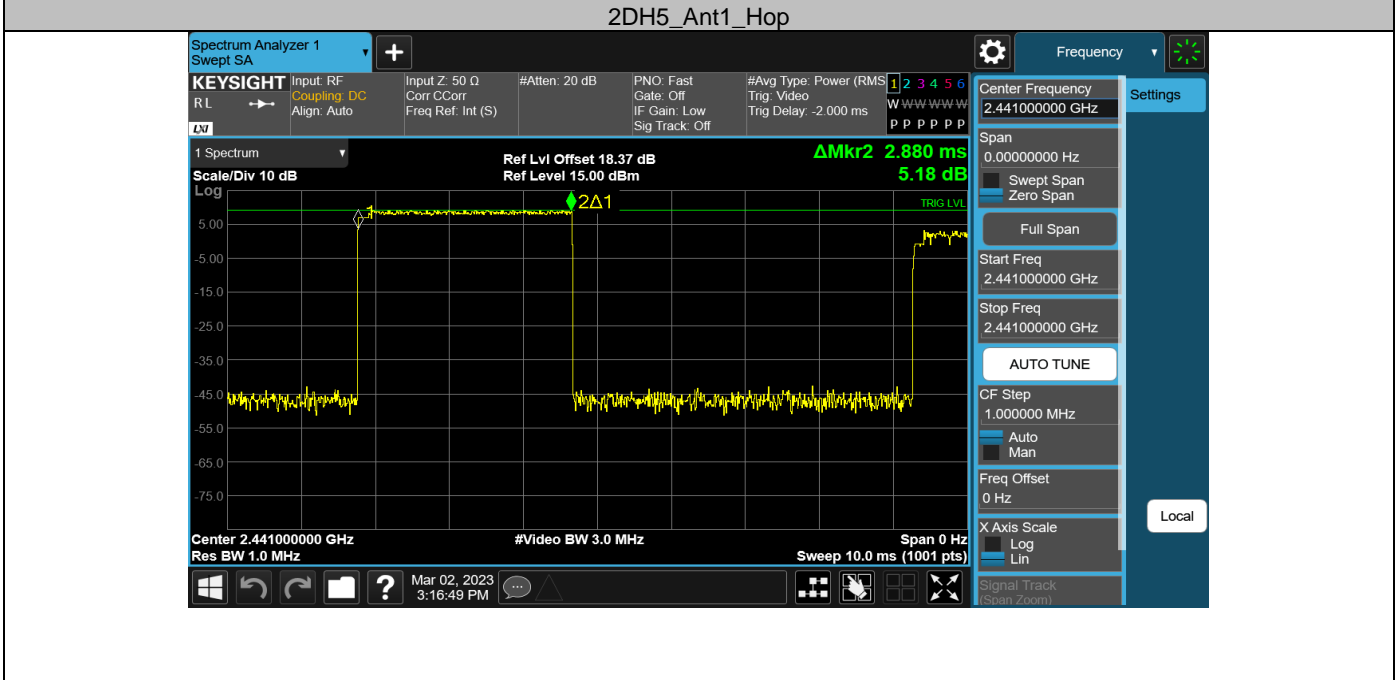 2DH5_Ant1_Hop
Spectrum Analyzer 1
Swept SA
Frequency
KEYSIGHT
R L
LXI
Input: RF
Coupling: DC
Align: Auto
Input Z: 50 Ω
Corr CCorr
Freq Ref: Int (S)
#Atten: 20 dB
PNO: Fast
Gate: Off
IF Gain: Low
Sig Track: Off
#Avg Type: Power (RMS
Trig: Video
Trig Delay: -2.000 ms
1 2 3 4 5 6
W W W W W W
P P P P P P
1 Spectrum
Scale/Div 10 dB
Ref Lvl Offset 18.37 dB
Ref Level 15.00 dBm
ΔMkr2 2.880 ms
5.18 dB
Log
2Δ1
TRIG LVL
5.00
-5.00
-15.0
-25.0
-35.0
-45.0
-55.0
-65.0
-75.0
Center 2.441000000 GHz
Res BW 1.0 MHz
#Video BW 3.0 MHz
Span 0 Hz
Sweep 10.0 ms (1001 pts)
Mar 02, 2023
3:16:49 PM
Center Frequency
2.441000000 GHz
Span
0.00000000 Hz
Swept Span
Zero Span
Full Span
Start Freq
2.441000000 GHz
Stop Freq
2.441000000 GHz
AUTO TUNE
CF Step
1.000000 MHz
Auto
Man
Freq Offset
0 Hz
X Axis Scale
Log
Lin
Signal Track
(Span Zoom)
Settings
Local